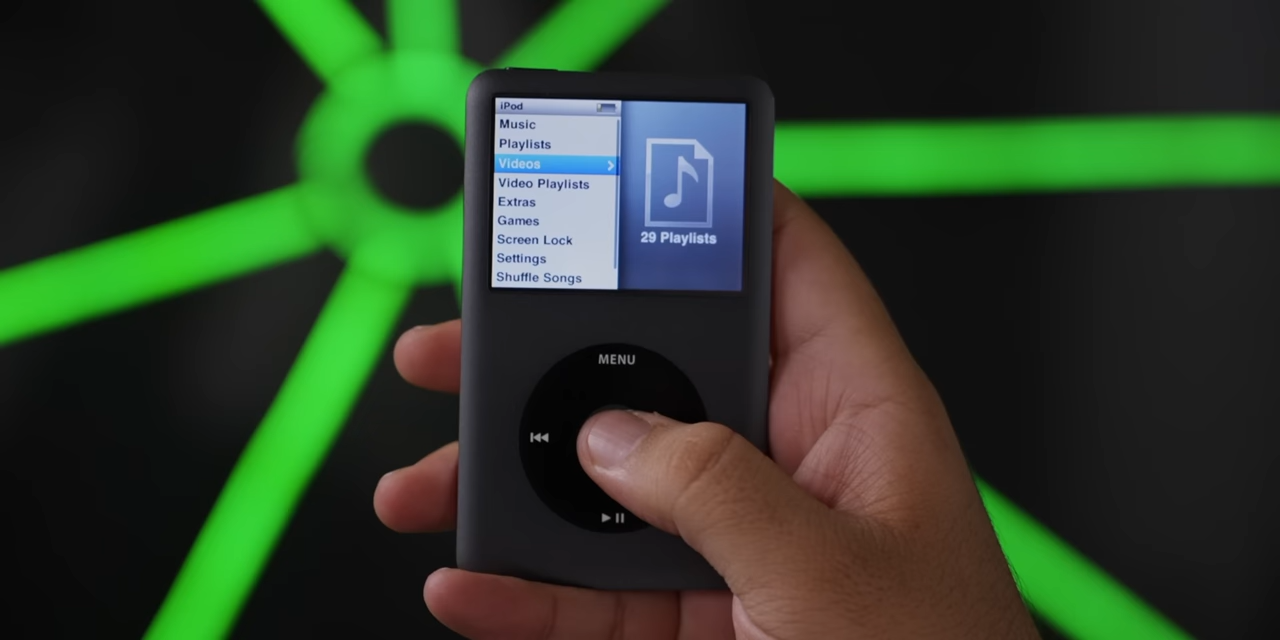 iPod
Music
Playlists
Videos
Video Playlists
Extras
Games
Screen Lock
Settings
Shuffle Songs
29 Playlists
MENU